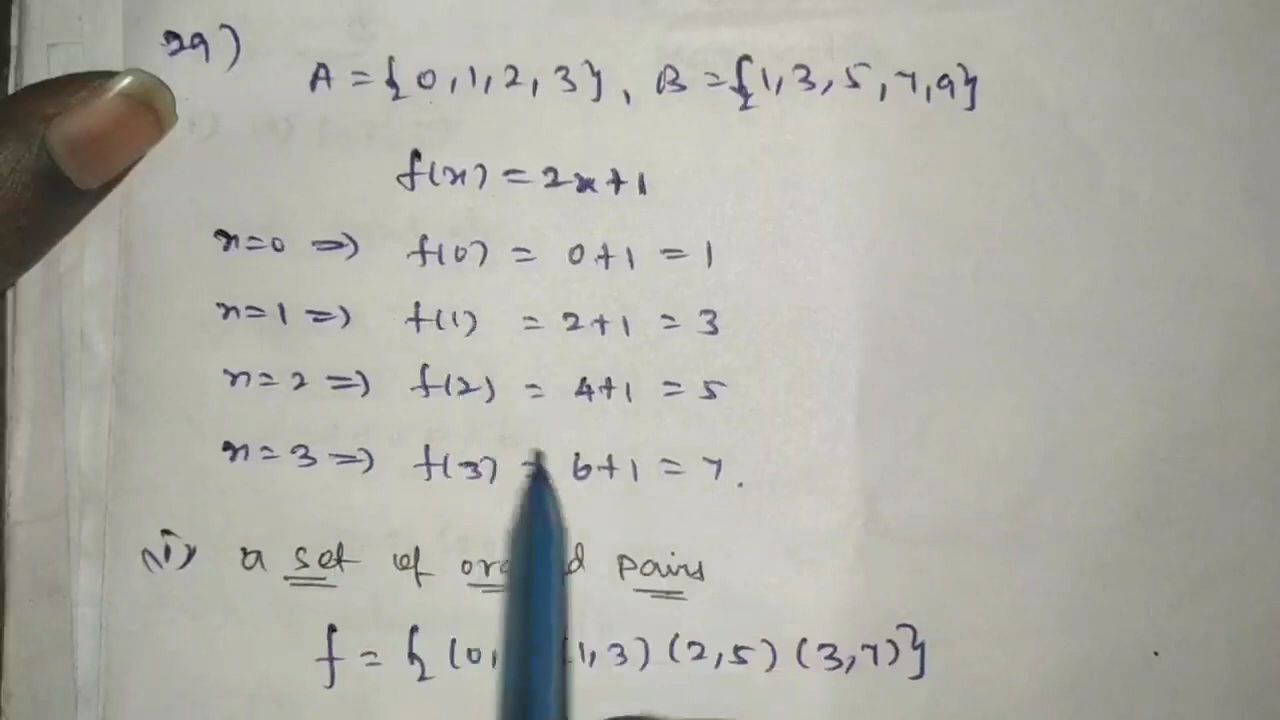 29)
A = {0,1,2,3}, B = {1,3,5,7,9}
f(x) = 2x+1
x=0 => f(0) = 0+1 = 1
x=1 => f(1) = 2+1 = 3
x=2 => f(2) = 4+1 = 5
x=3 => f(3) = 6+1 = 7.
(i) a set of pairs
f = { (0, 1,3) (2,5) (3,7)}